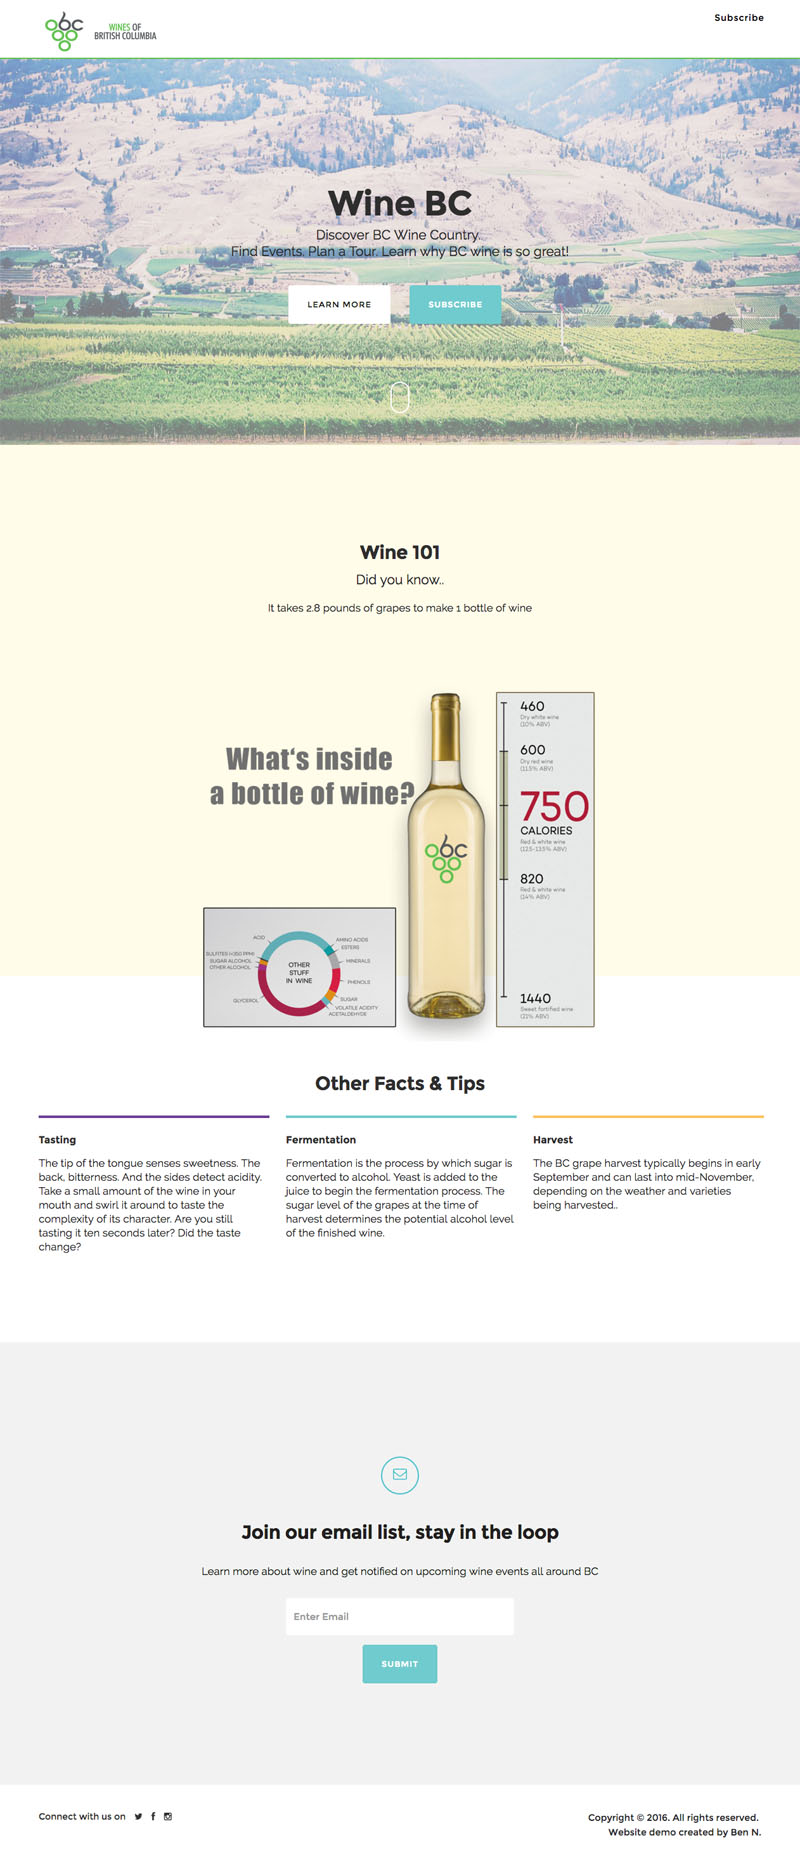 obc
WINES OF
BRITISH COLUMBIA
Subscribe
Wine BC
Discover BC Wine Country.
Find Events. Plan a Tour. Learn why BC wine is so great!
LEARN MORE
SUBSCRIBE
Wine 101
Did you know..
It takes 2.8 pounds of grapes to make 1 bottle of wine
What's inside
a bottle of wine?
obc
460
Dry white wine
(10% ABV)
600
Dry red wine
(11.5% ABV)
750
CALORIES
Red & white wine
(12.5-13.5% ABV)
820
Red & white wine
(14% ABV)
1440
Sweet fortified wine
(21% ABV)
ACID
SULFITES (<350 PPM)
SUGAR ALCOHOL
OTHER ALCOHOL
GLYCEROL
OTHER
STUFF
IN WINE
AMINO ACIDS
ESTERS
MINERALS
PHENOLS
SUGAR
VOLATILE ACIDITY
ACETALDEHYDE
Other Facts & Tips
Tasting
The tip of the tongue senses sweetness. The
back, bitterness. And the sides detect acidity.
Take a small amount of the wine in your
mouth and swirl it around to taste the
complexity of its character. Are you still
tasting it ten seconds later? Did the taste
change?
Fermentation
Fermentation is the process by which sugar is
converted to alcohol. Yeast is added to the
juice to begin the fermentation process. The
sugar level of the grapes at the time of
harvest determines the potential alcohol level
of the finished wine.
Harvest
The BC grape harvest typically begins in early
September and can last into mid-November,
depending on the weather and varieties
being harvested..
Join our email list, stay in the loop
Learn more about wine and get notified on upcoming wine events all around BC
Enter Email
SUBMIT
Connect with us on
Copyright © 2016. All rights reserved.
Website demo created by Ben N.